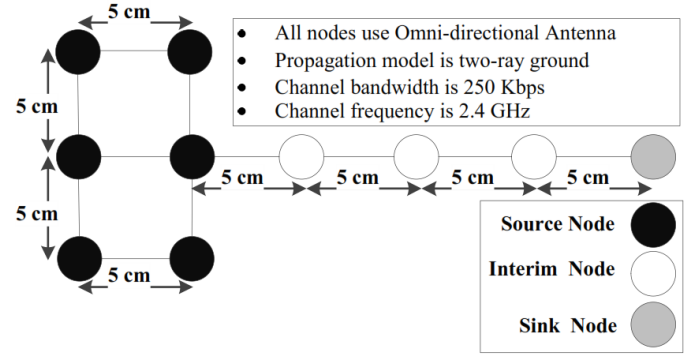 5 cm
• All nodes use Omni-directional Antenna
• Propagation model is two-ray ground
• Channel bandwidth is 250 Kbps
• Channel frequency is 2.4 GHz
5 cm
5 cm
5 cm 5 cm 5 cm 5 cm
5 cm
Source Node
Interim Node
Sink Node